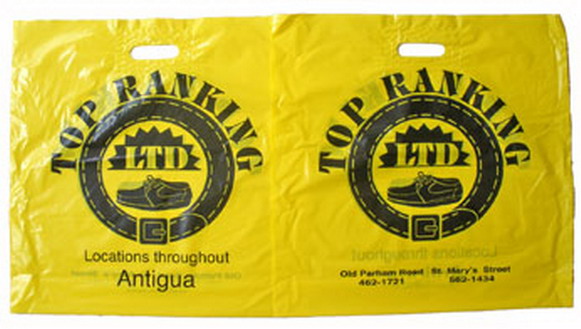 TOP RANKING
LTD
Locations throughout
Antigua
TOP RANKING
LTD
Old Parham Road St. Mary's Street
462-1721 562-1434